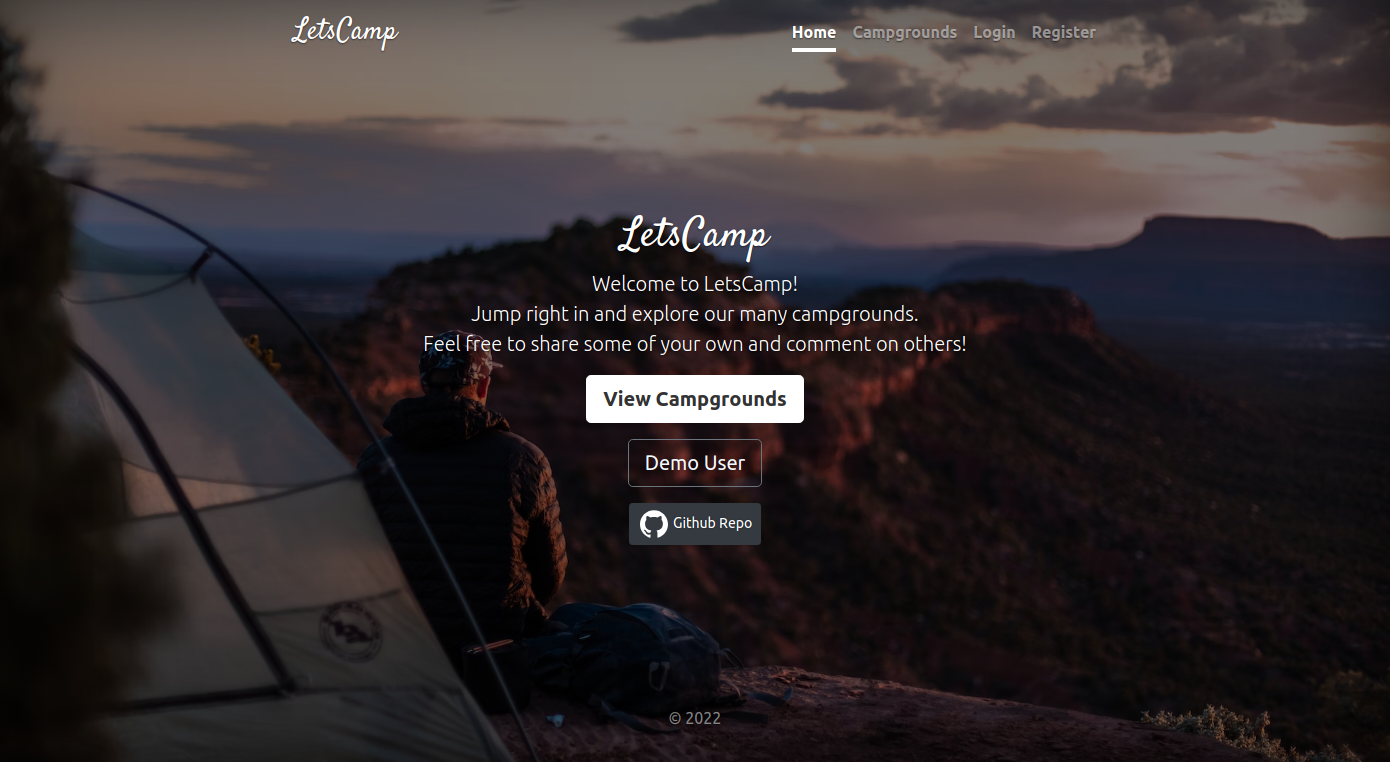 LetsCamp
Home Campgrounds Login Register
LetsCamp
Welcome to LetsCamp!
Jump right in and explore our many campgrounds.
Feel free to share some of your own and comment on others!
View Campgrounds
Demo User
Github Repo
© 2022